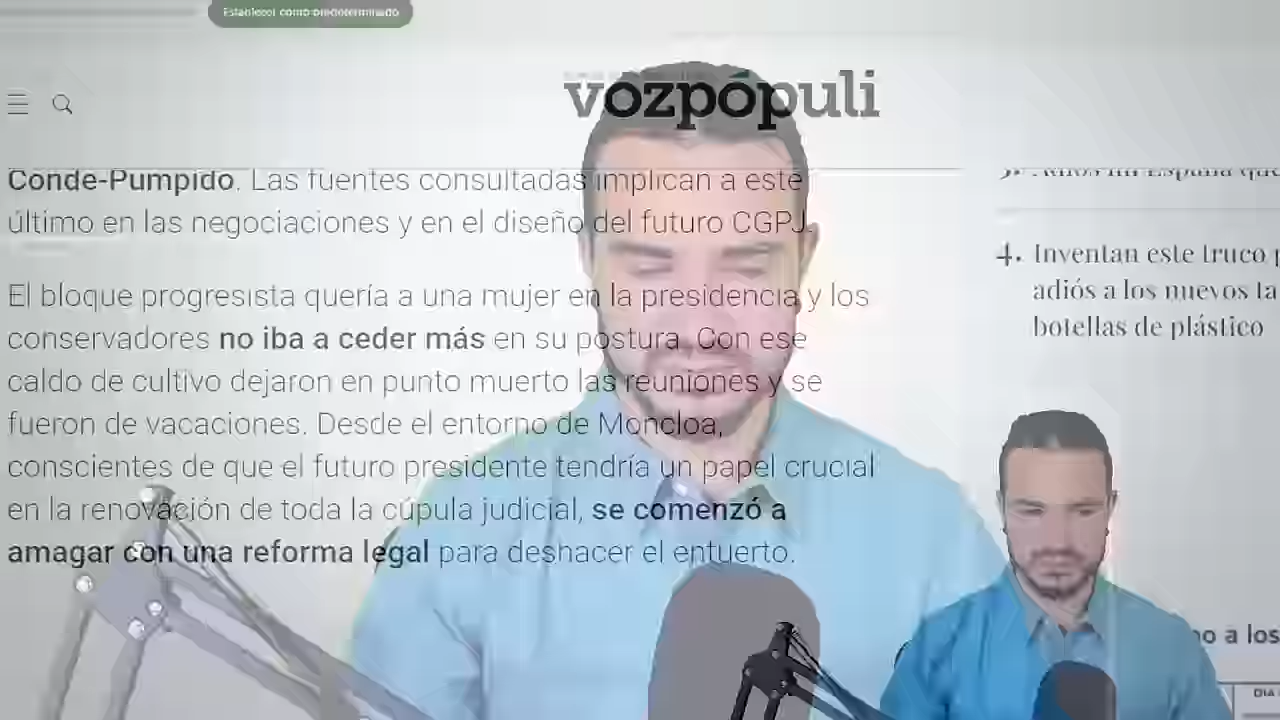 Establecer como predeterminado
vozpópuli
Conde-Pumpido. Las fuentes consultadas implican a este
último en las negociaciones y en el diseño del futuro CGPJ.
El bloque progresista quería a una mujer en la presidencia y los
conservadores no iba a ceder más en su postura. Con ese
caldo de cultivo dejaron en punto muerto las reuniones y se
fueron de vacaciones. Desde el entorno de Moncloa,
conscientes de que el futuro presidente tendría un papel crucial
en la renovación de toda la cúpula judicial, se comenzó a
amagar con una reforma legal para deshacer el entuerto.
4. Inventan este truco
adiós a los nuevos ta
botellas de plástico
a los
DIA